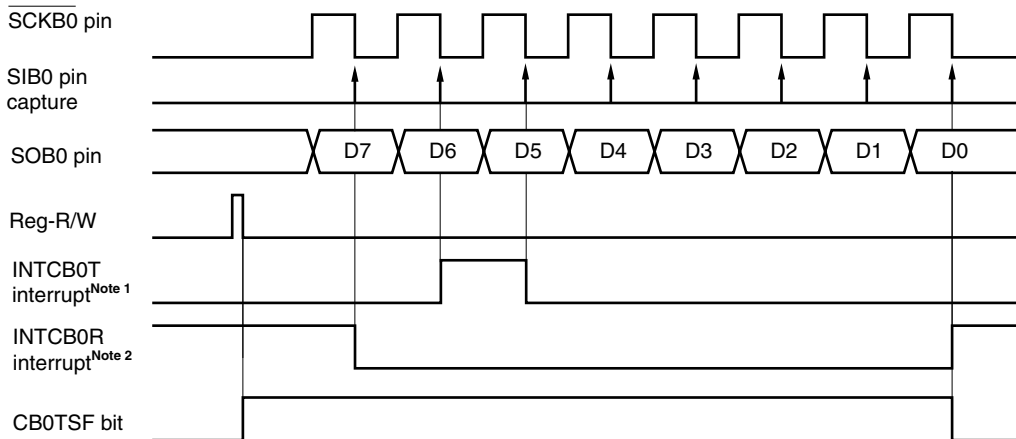 SCKB0 pin
SIB0 pin
capture
SOB0 pin
D7 D6 D5 D4 D3 D2 D1 D0
Reg-R/W
INTCB0T
interruptNote 1
INTCB0R
interruptNote 2
CB0TSF bit